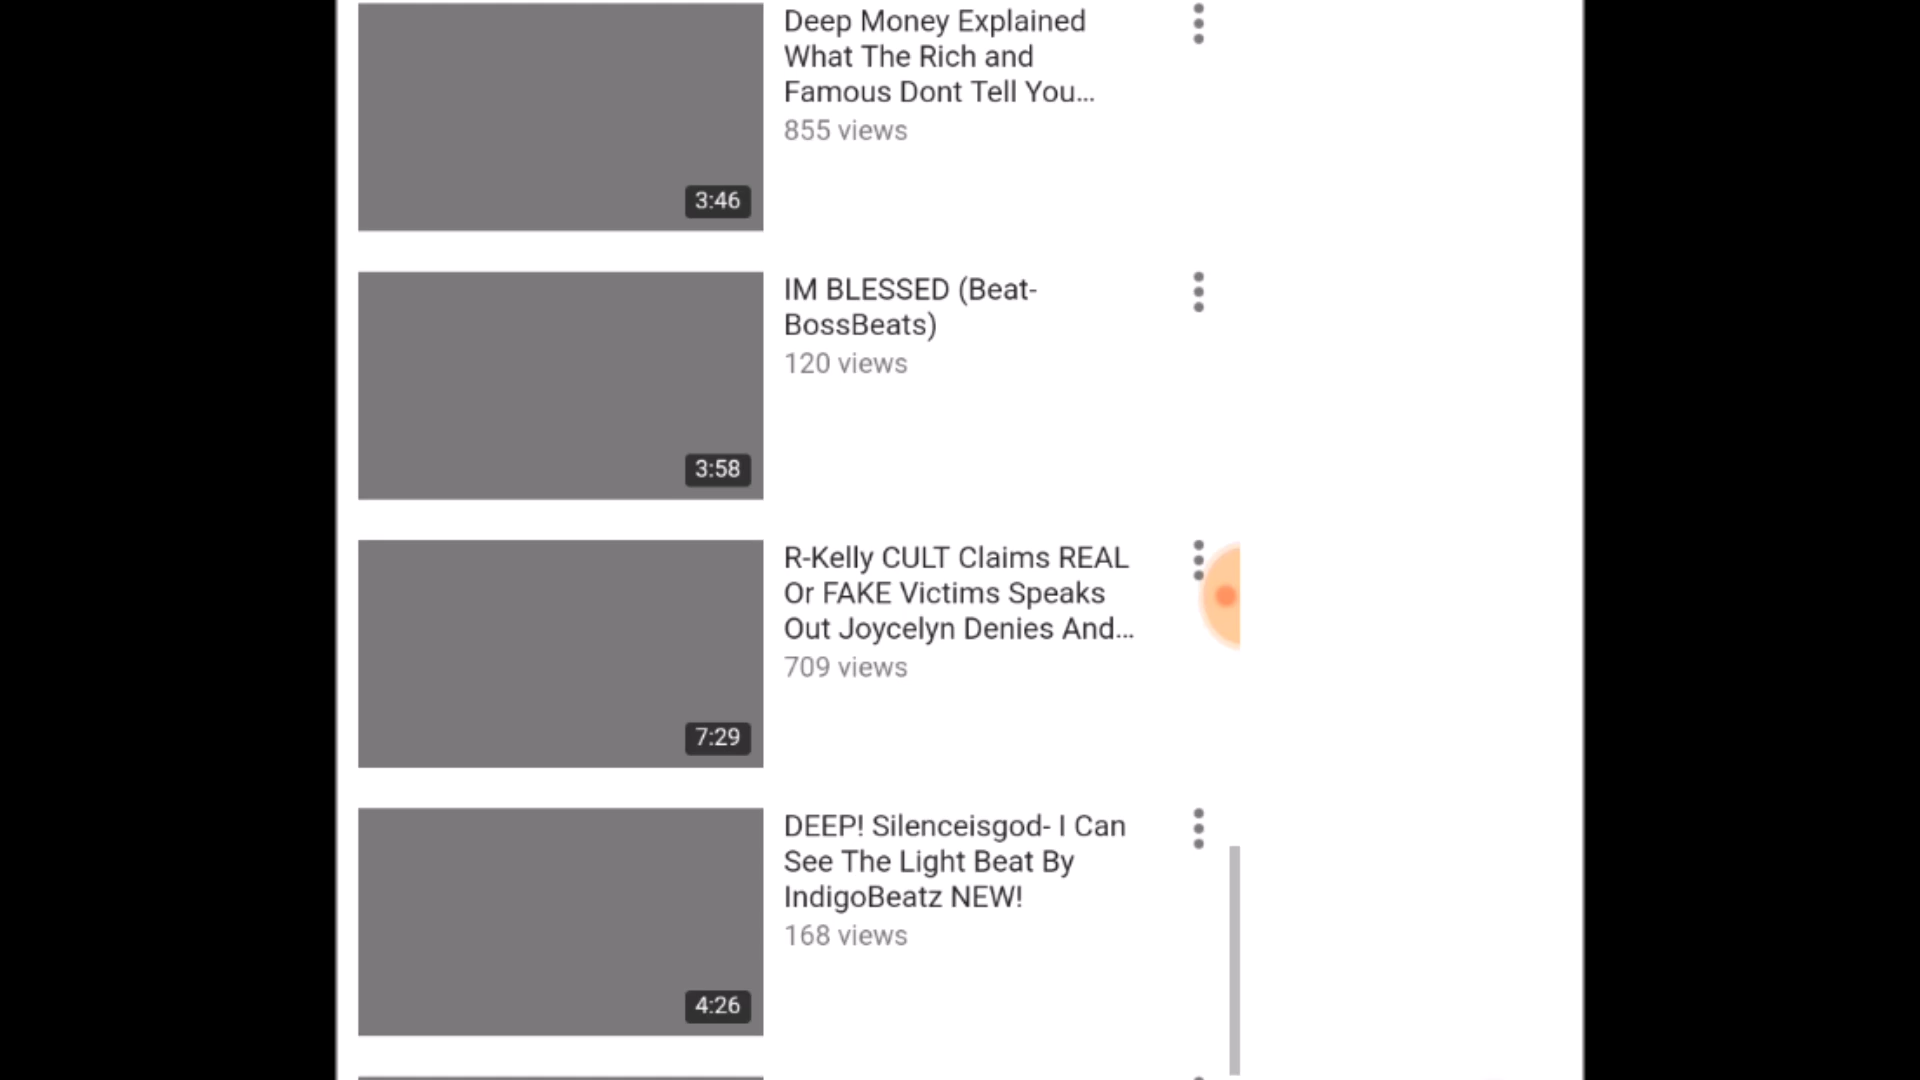 Deep Money Explained
What The Rich and
Famous Dont Tell You...
855 views
3:46
IM BLESSED (Beat-
BossBeats)
120 views
3:58
R-Kelly CULT Claims REAL
Or FAKE Victims Speaks
Out Joycelyn Denies And...
709 views
7:29
DEEP! Silenceisgod- I Can
See The Light Beat By
IndigoBeatz NEW!
168 views
4:26